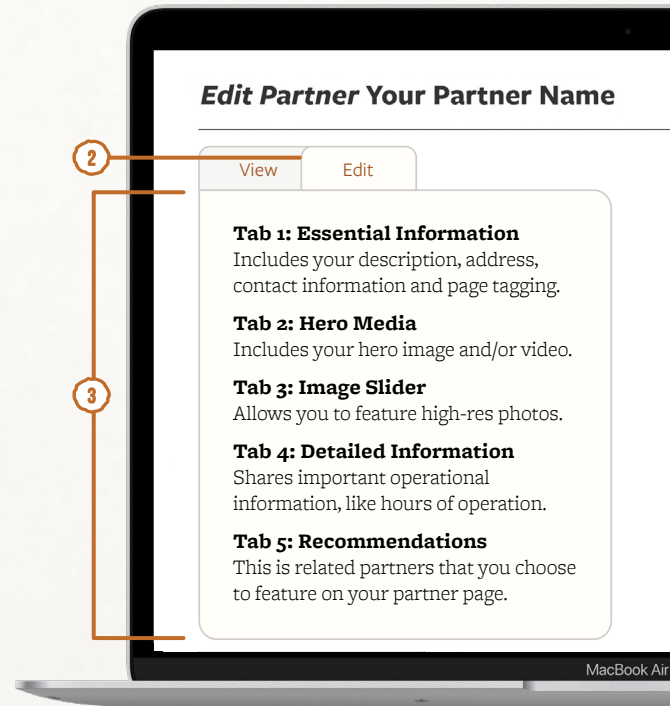 Edit Partner Your Partner Name
2
View
Edit
Tab 1: Essential Information
Includes your description, address,
contact information and page tagging.
Tab 2: Hero Media
Includes your hero image and/or video.
Tab 3: Image Slider
Allows you to feature high-res photos.
3
Tab 4: Detailed Information
Shares important operational
information, like hours of operation.
Tab 5: Recommendations
This is related partners that you choose
to feature on your partner page.
MacBook Air